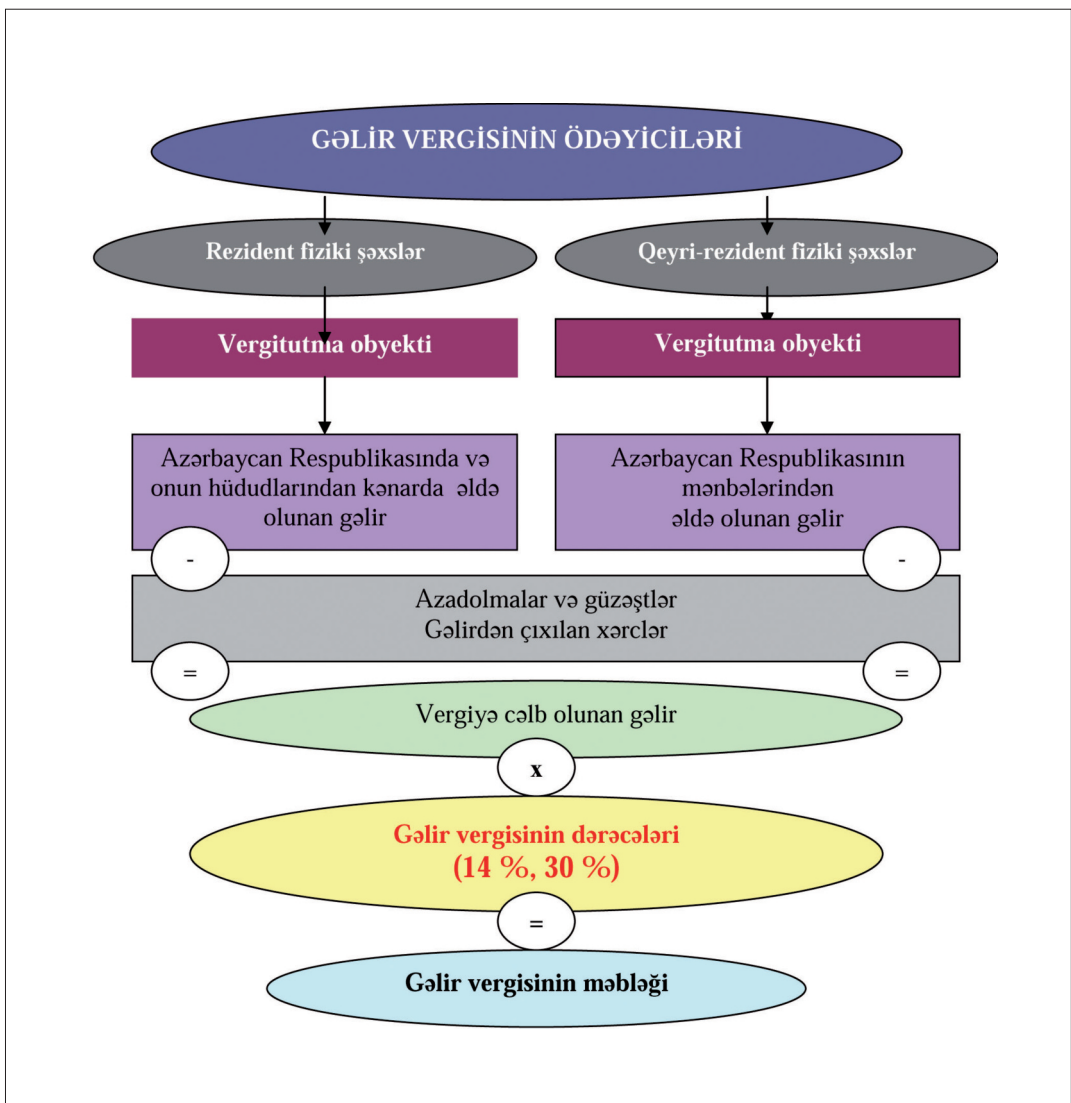 GƏLİR VERGİSİNİN ÖDƏYİCİLƏRİ
Rezident fiziki şəxslər
Qeyri-rezident fiziki şəxslər
Vergitutma obyekti
Vergitutma obyekti
Azərbaycan Respublikasında və
onun hüdudlarından kənarda əldə
olunan gəlir
Azərbaycan Respublikasının
mənbələrindən
əldə olunan gəlir
-
-
Azadolmalar və güzəştlər
Gəlirdən çıxılan xərclər
=
=
Vergiyə cəlb olunan gəlir
x
Gəlir vergisinin dərəcələri
(14 %, 30 %)
=
Gəlir vergisinin məbləği